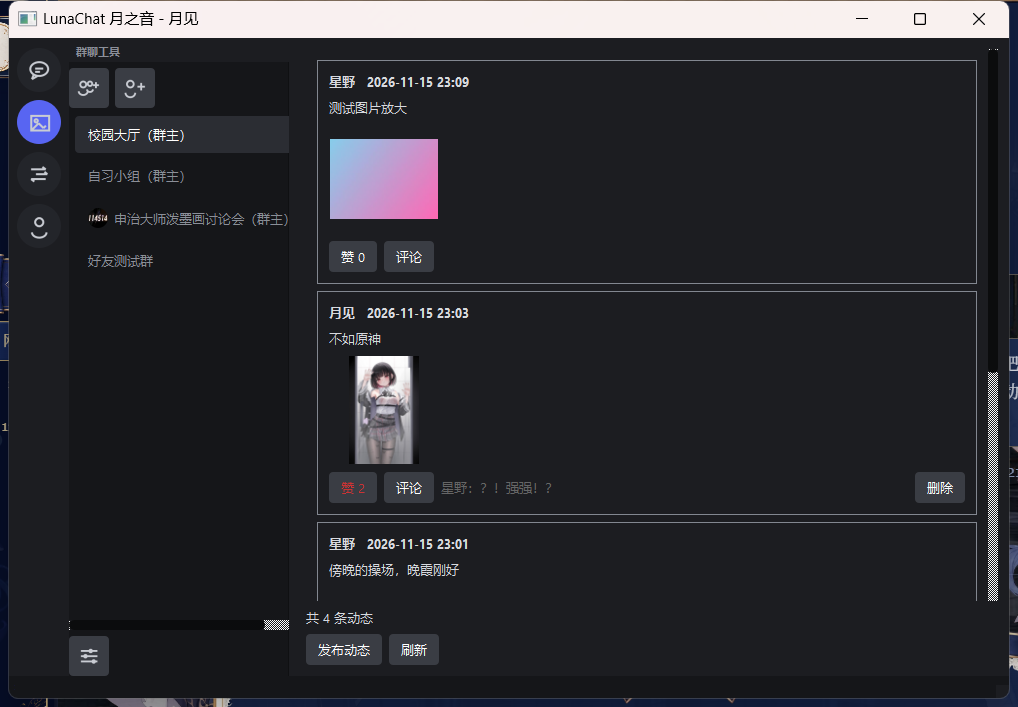 LunaChat 月之音 - 月见
群聊工具
校园大厅（群主）
自习小组（群主）
114514 申治大师泼墨画讨论会（群主）
好友测试群
星野 2026-11-15 23:09
测试图片放大
赞 0 评论
月见 2026-11-15 23:03
不如原神
赞 2 评论 星野：？！强强！？ 删除
星野 2026-11-15 23:01
傍晚的操场，晚霞刚好
共 4 条动态
发布动态 刷新